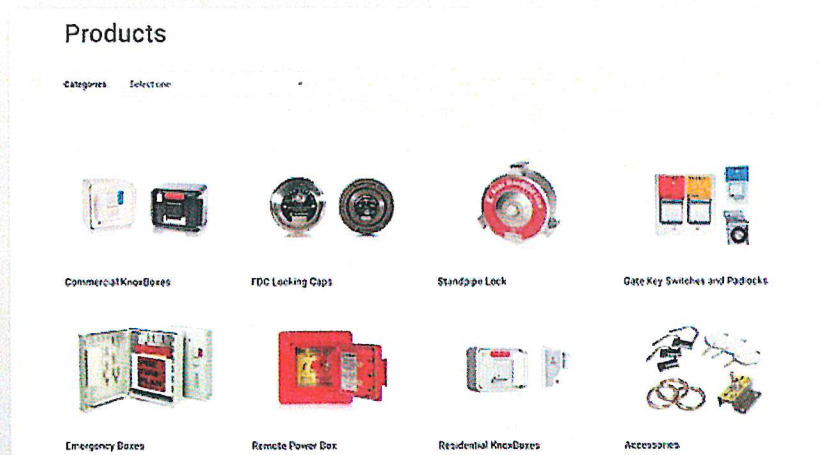 Products
Categories Select one
Commercial KnoxBoxes FDC Locking Caps Standpipe Lock Gate Key Switches and Padlocks
Emergency Boxes Remote Power Box Residential KnoxBoxes Accessories